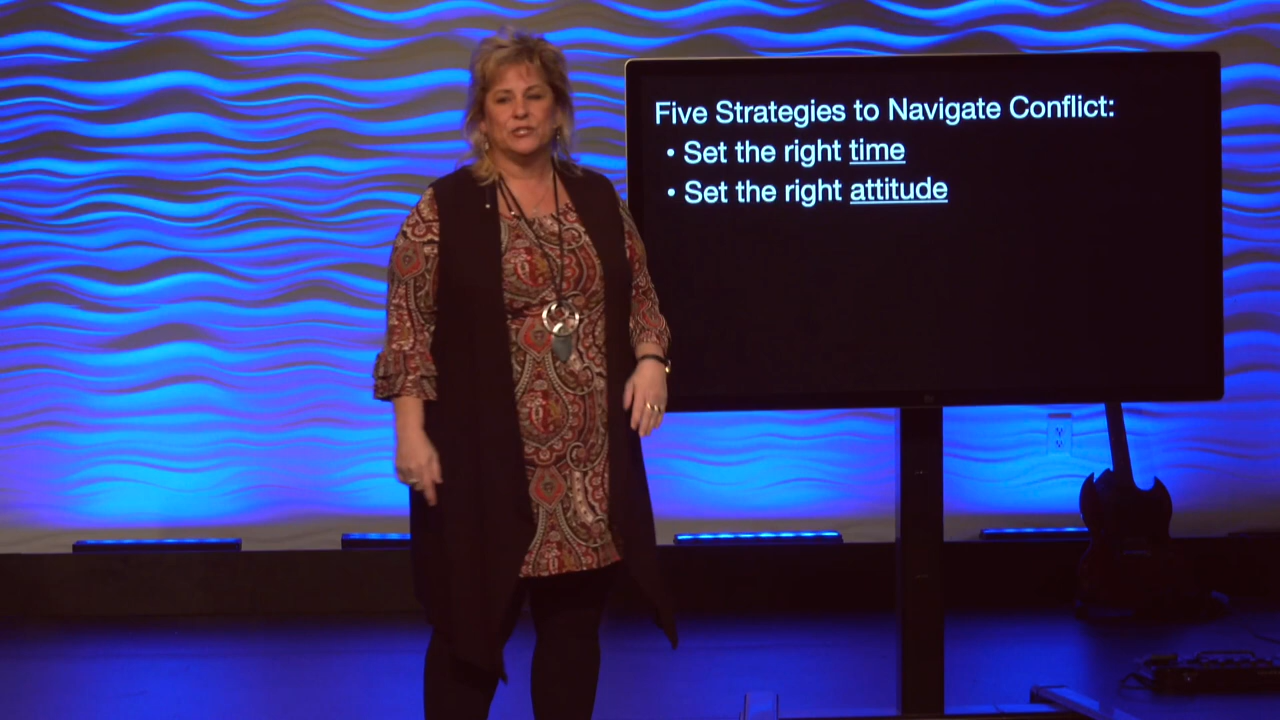 Five Strategies to Navigate Conflict:
• Set the right time
• Set the right attitude